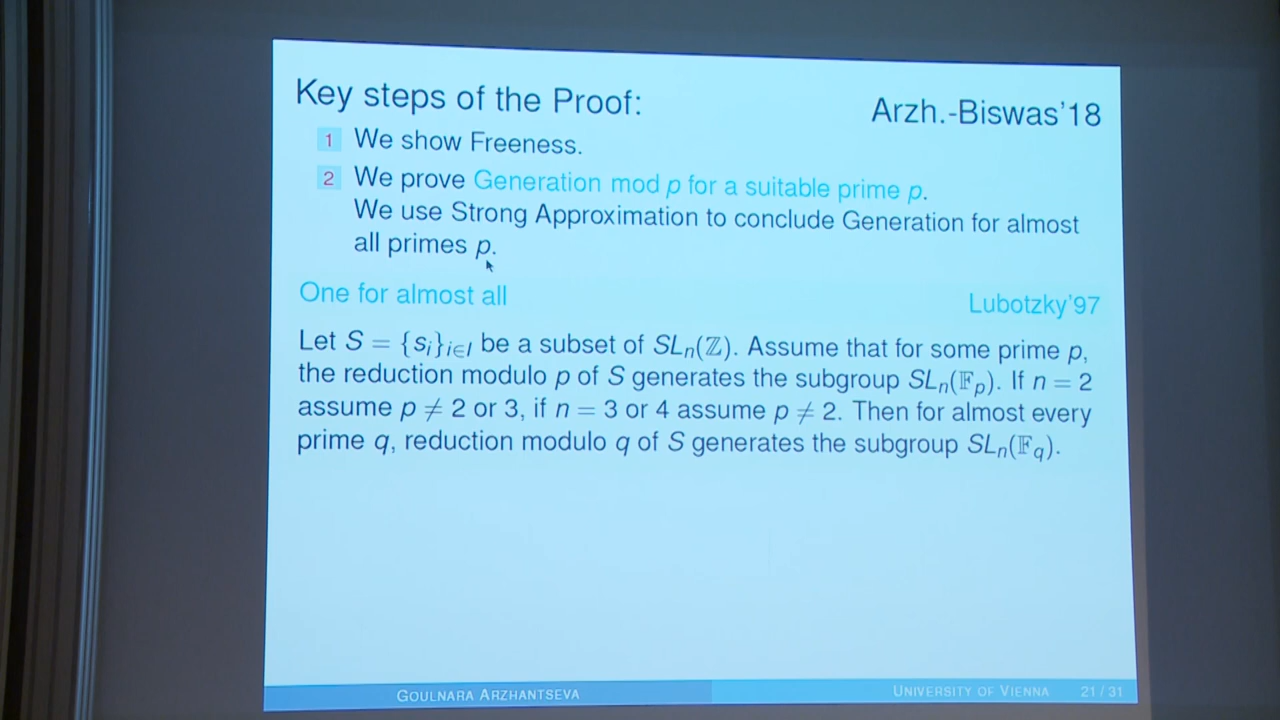 Key steps of the Proof: Arzh.-Biswas'18
1 We show Freeness.
2 We prove Generation mod p for a suitable prime p.
We use Strong Approximation to conclude Generation for almost
all primes p.
One for almost all Lubotzky'97
Let S = {s_i}_{i∈I} be a subset of SL_n(ℤ). Assume that for some prime p,
the reduction modulo p of S generates the subgroup SL_n(𝔽_p). If n = 2
assume p ≠ 2 or 3, if n = 3 or 4 assume p ≠ 2. Then for almost every
prime q, reduction modulo q of S generates the subgroup SL_n(𝔽_q).
GOULNARA ARZHANTSEVA UNIVERSITY OF VIENNA 21 / 31